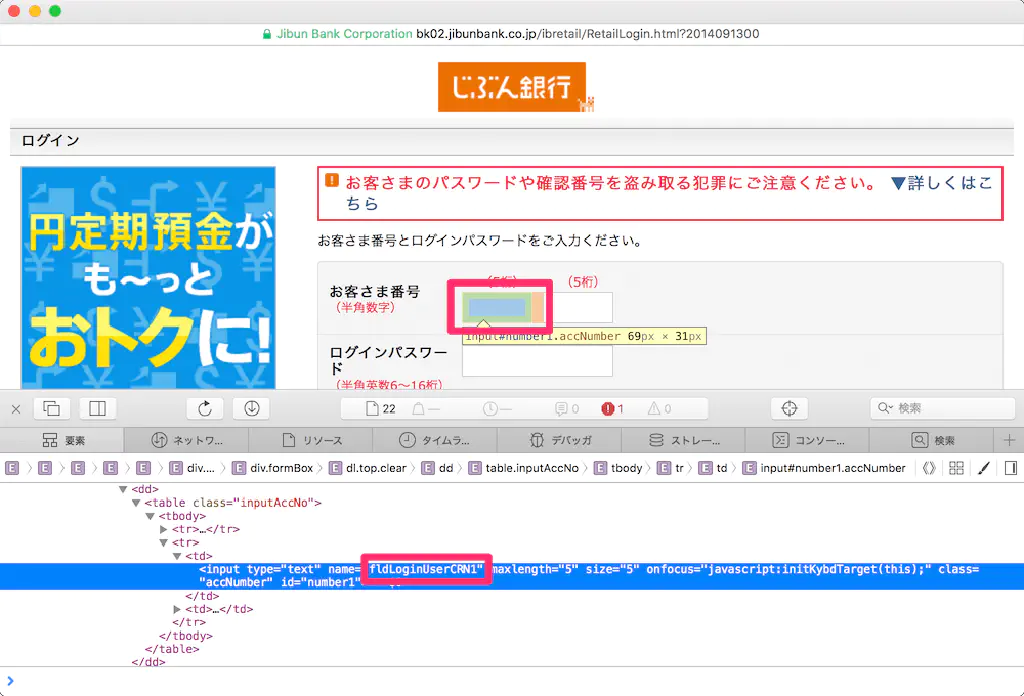 Jibun Bank Corporation bk02.jibunbank.co.jp/ibretail/RetailLogin.html?2014091300
じぶん銀行
ログイン
円定期預金が
も〜っと
おトクに!
お客さまのパスワードや確認番号を盗み取る犯罪にご注意ください。 ▼詳しくはこ
ちら
お客さま番号とログインパスワードをご入力ください。
(5桁) (5桁)
お客さま番号
(半角数字)
input#number1.accNumber 69px × 31px
ログインパスワー
ド
(半角英数6〜16桁)
22 — — 0 1 0 検索
要素 ネットワ... リソース タイムラ... デバッガ ストレー... コンソー... 検索
E E E E E E div.... E div.formBox E dl.top.clear E dd E table.inputAccNo E tbody E tr E td E input#number1.accNumber
<dd>
<table class="inputAccNo">
<tbody>
<tr>…</tr>
<tr>
<td>
<input type="text" name="fldLoginUserCRN1" maxlength="5" size="5" onfocus="javascript:initKybdTarget(this);" class=
"accNumber" id="number1"
</td>
<td>…</td>
</tr>
</tbody>
</table>
</dd>